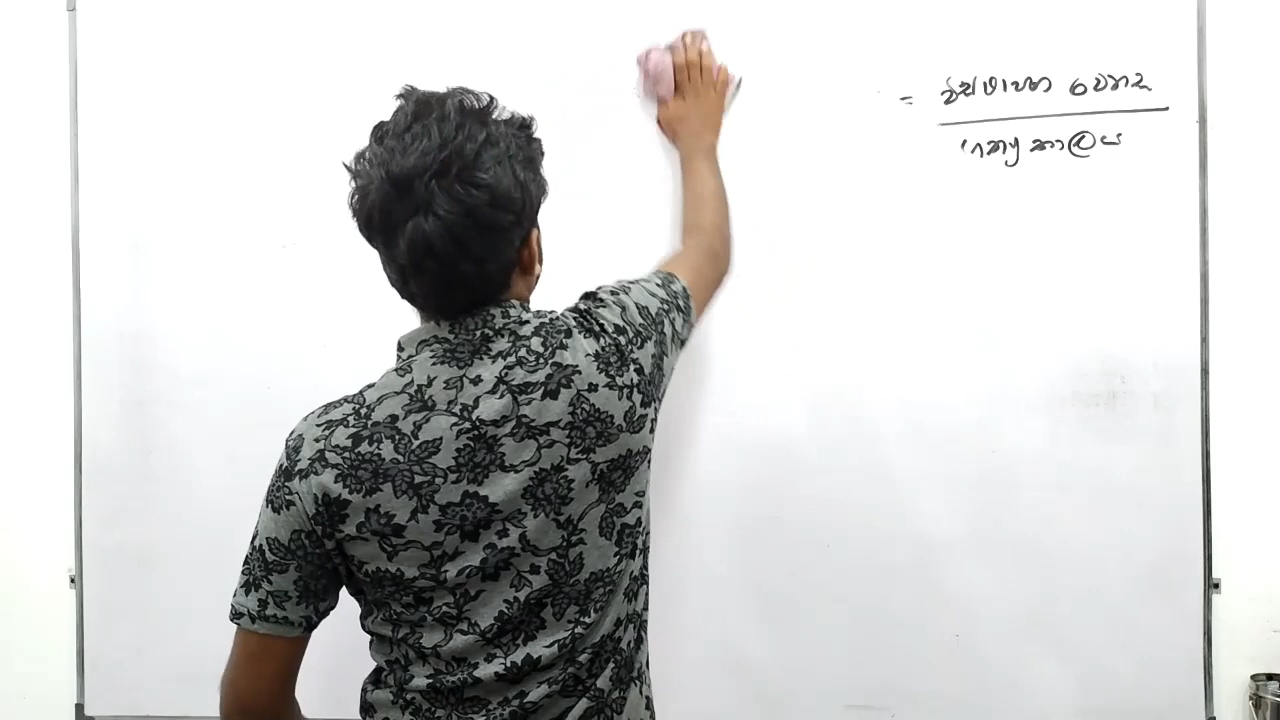 = විස්ථාපන වෙනස
ගතවූ කාලය